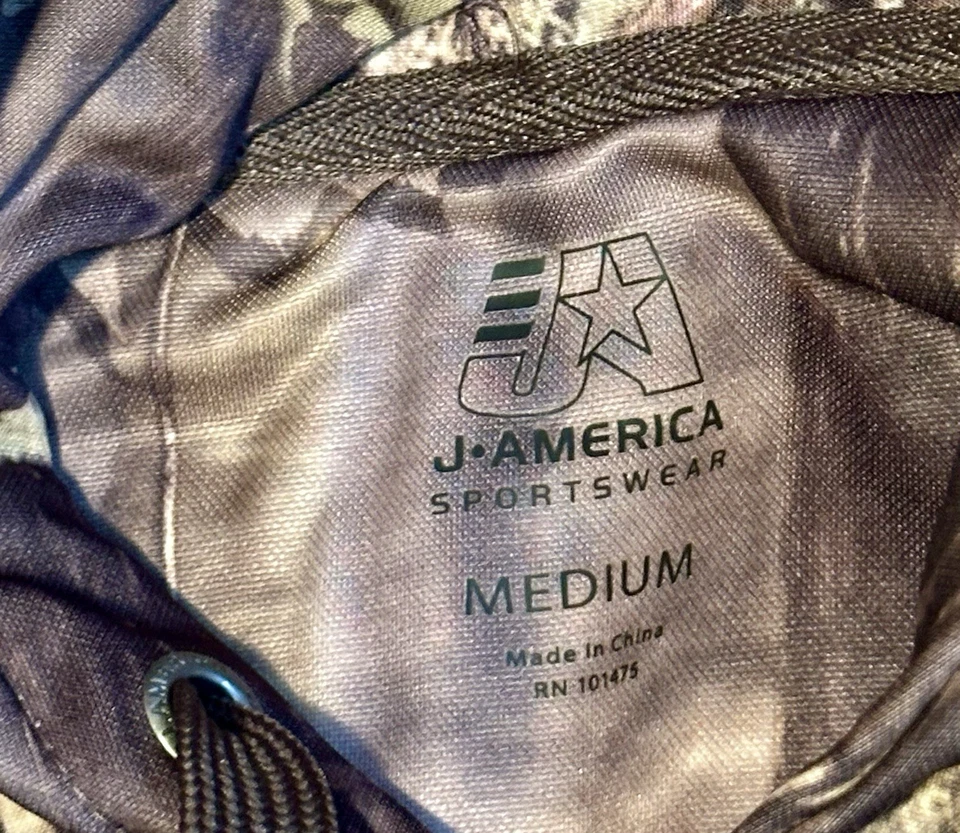 J•AMERICA
SPORTSWEAR
MEDIUM
Made in China
RN 101475